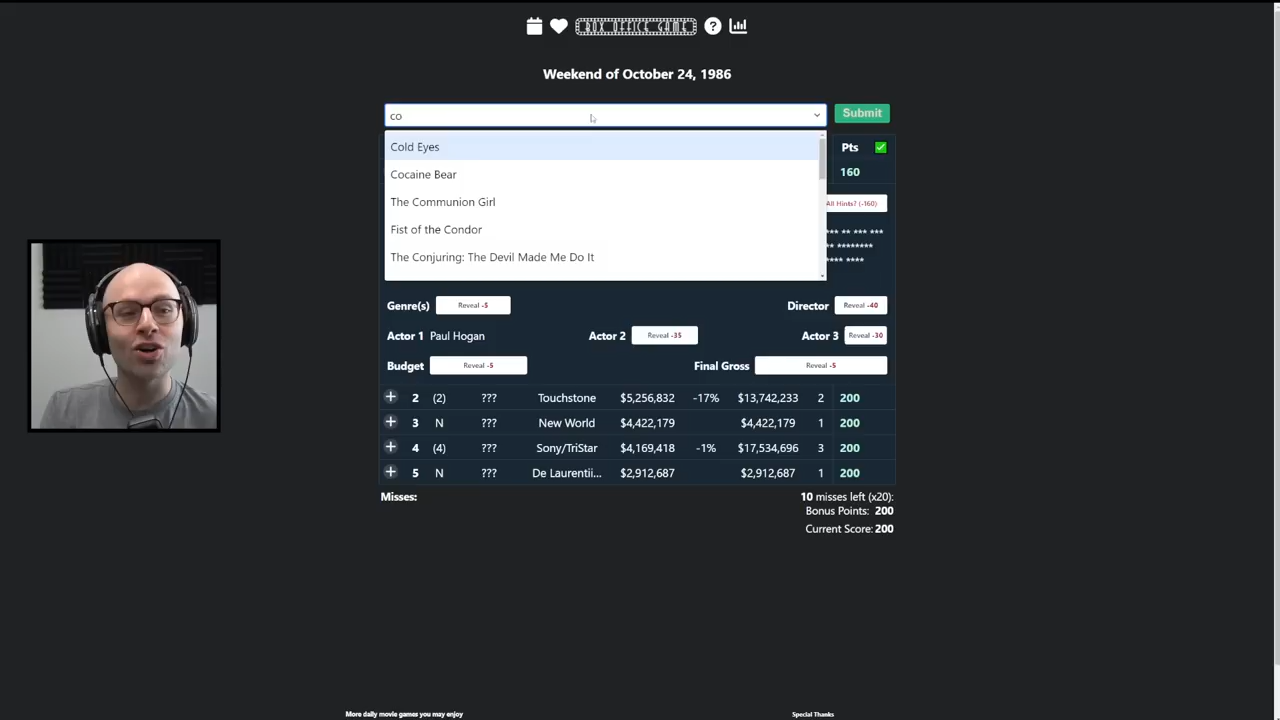 BOX OFFICE GAME
Weekend of October 24, 1986
co
Submit
Cold Eyes
Cocaine Bear
The Communion Girl
Fist of the Condor
The Conjuring: The Devil Made Me Do It
Pts
160
All Hints? (-160)
*** ** *** ***
** ********
**** ****
Genre(s) Reveal -5 Director Reveal -40
Actor 1 Paul Hogan Actor 2 Reveal -35 Actor 3 Reveal -30
Budget Reveal -5 Final Gross Reveal -5
2 (2) ??? Touchstone $5,256,832 -17% $13,742,233 2 200
3 N ??? New World $4,422,179 $4,422,179 1 200
4 (4) ??? Sony/TriStar $4,169,418 -1% $17,534,696 3 200
5 N ??? De Laurentii... $2,912,687 $2,912,687 1 200
Misses: 10 misses left (x20):
Bonus Points: 200
Current Score: 200
More daily movie games you may enjoy Special Thanks